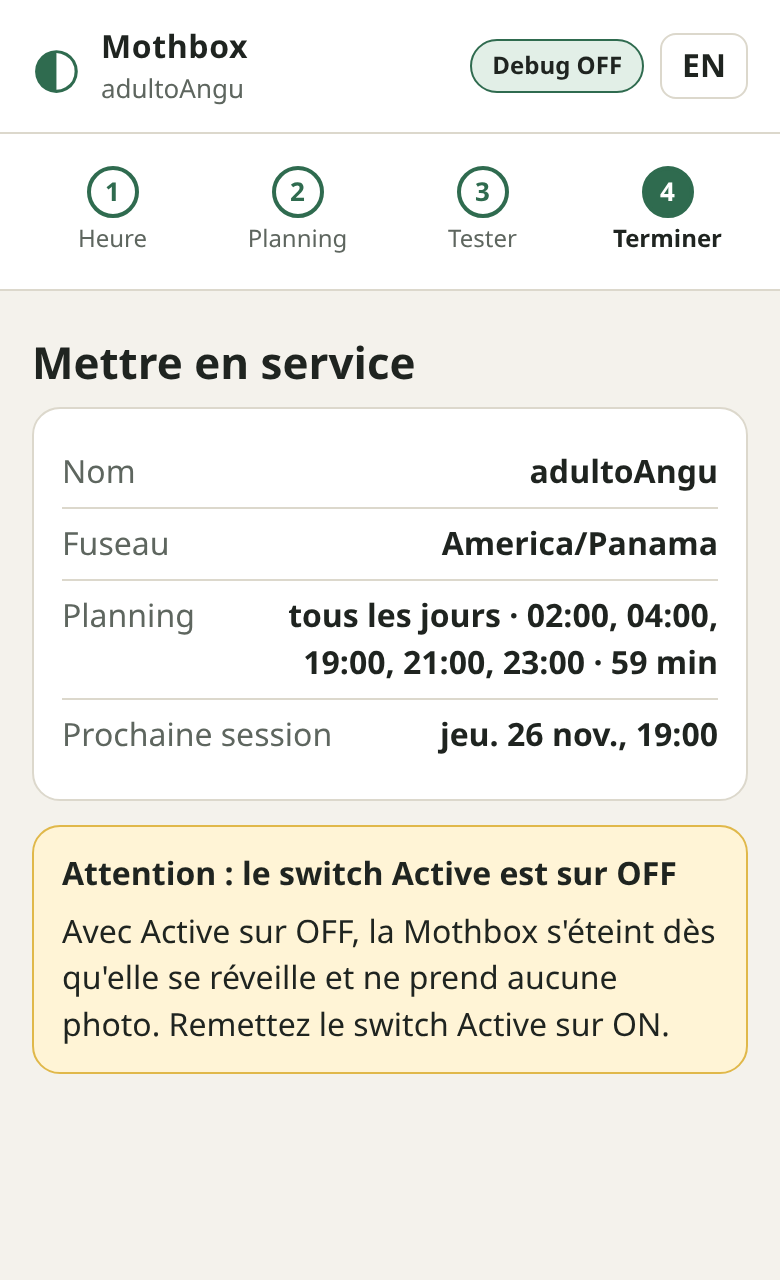 Mothbox
adultoAngu
Debug OFF
EN
1
Heure
2
Planning
3
Tester
4
Terminer
Mettre en service
Nom
adultoAngu
Fuseau
America/Panama
Planning
tous les jours · 02:00, 04:00,
19:00, 21:00, 23:00 · 59 min
Prochaine session
jeu. 26 nov., 19:00
Attention : le switch Active est sur OFF
Avec Active sur OFF, la Mothbox s'éteint dès
qu'elle se réveille et ne prend aucune
photo. Remettez le switch Active sur ON.